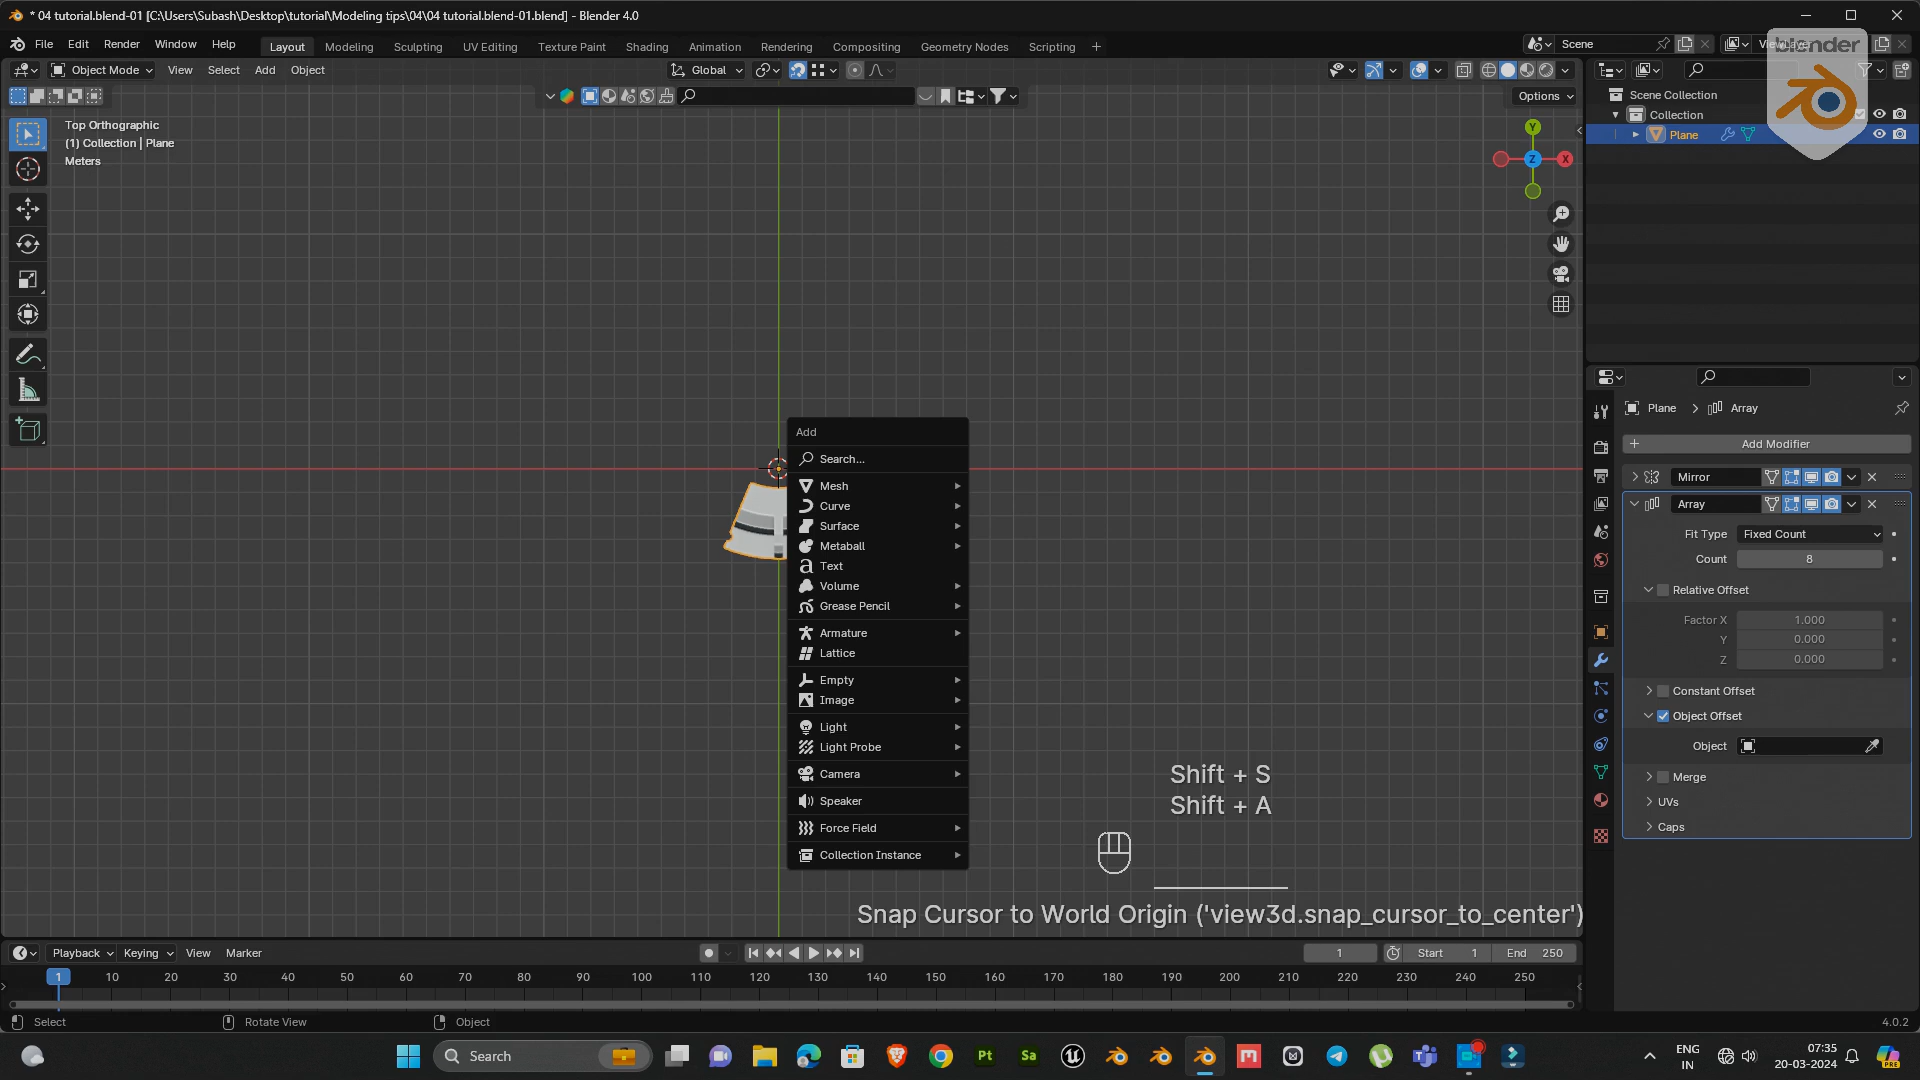 * 04 tutorial.blend-01 [C:\Users\Subash\Desktop\tutorial\Modeling tips\04\04 tutorial.blend-01.blend] - Blender 4.0
File Edit Render Window Help
Layout Modeling Sculpting UV Editing Texture Paint Shading Animation Rendering Compositing Geometry Nodes Scripting +
Scene
blender
Object Mode View Select Add Object
Global
Options
Top Orthographic
(1) Collection | Plane
Meters
Y
Z
X
Scene Collection
Collection
Plane
Add
Search...
Mesh
Curve
Surface
Metaball
Text
Volume
Grease Pencil
Armature
Lattice
Empty
Image
Light
Light Probe
Camera
Speaker
Force Field
Collection Instance
Plane > Array
+ Add Modifier
Mirror
Array
Fit Type Fixed Count
Count 8
Relative Offset
Factor X 1.000
Y 0.000
Z 0.000
Constant Offset
Object Offset
Object
Merge
UVs
Caps
Shift + S
Shift + A
Snap Cursor to World Origin ('view3d.snap_cursor_to_center')
Playback Keying View Marker
1 Start 1 End 250
1 10 20 30 40 50 60 70 80 90 100 110 120 130 140 150 160 170 180 190 200 210 220 230 240 250
Select Rotate View Object
4.0.2
Search
Pt Sa
ENG
IN
07:35
20-03-2024
PRE